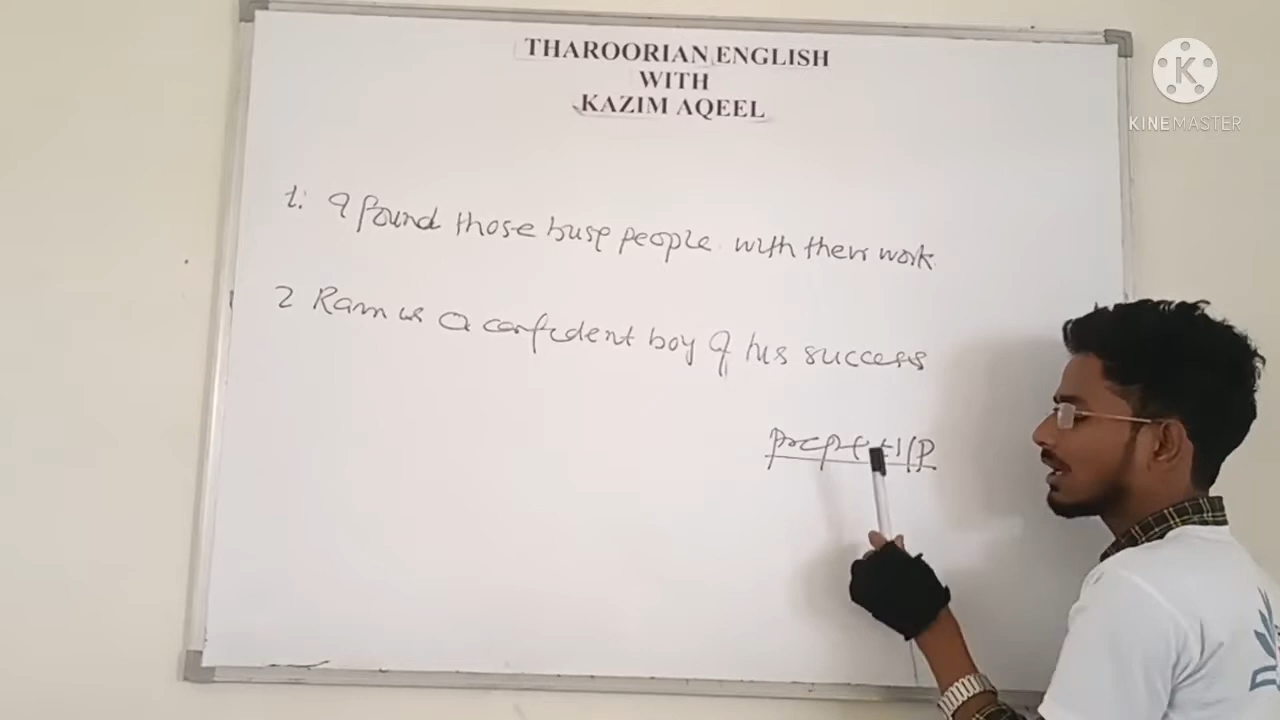 THAROORIAN ENGLISH
WITH
KAZIM AQEEL
K
KINEMASTER
1: I found those busy people with their work.
2 Ram is a confident boy of his success